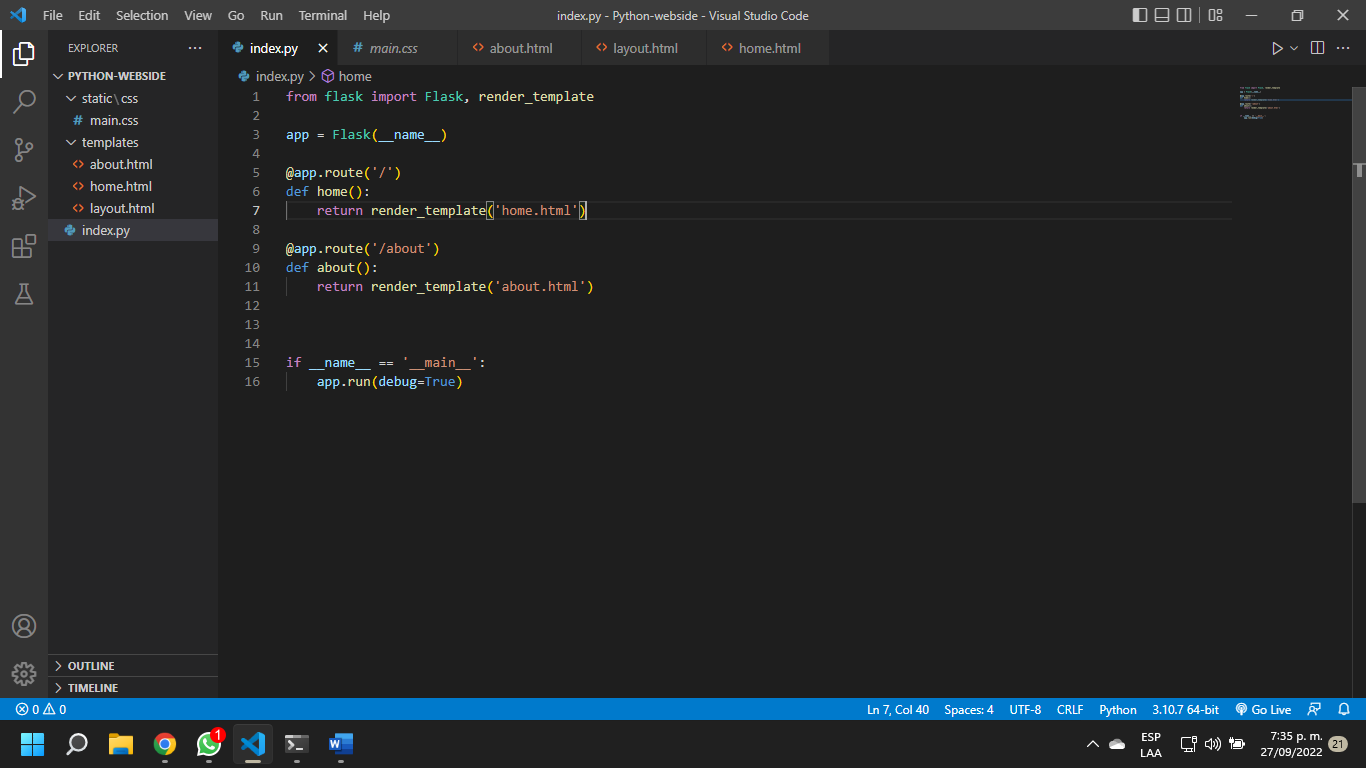 File Edit Selection View Go Run Terminal Help index.py - Python-webside - Visual Studio Code
EXPLORER
index.py main.css about.html layout.html home.html
PYTHON-WEBSIDE
static\css
main.css
templates
about.html
home.html
layout.html
index.py
index.py > home
1 from flask import Flask, render_template
2
3 app = Flask(__name__)
4
5 @app.route('/')
6 def home():
7 return render_template('home.html')
8
9 @app.route('/about')
10 def about():
11 return render_template('about.html')
12
13
14
15 if __name__ == '__main__':
16 app.run(debug=True)
OUTLINE
TIMELINE
0 0 Ln 7, Col 40 Spaces: 4 UTF-8 CRLF Python 3.10.7 64-bit Go Live
1 ESP 7:35 p. m.
LAA 27/09/2022 21